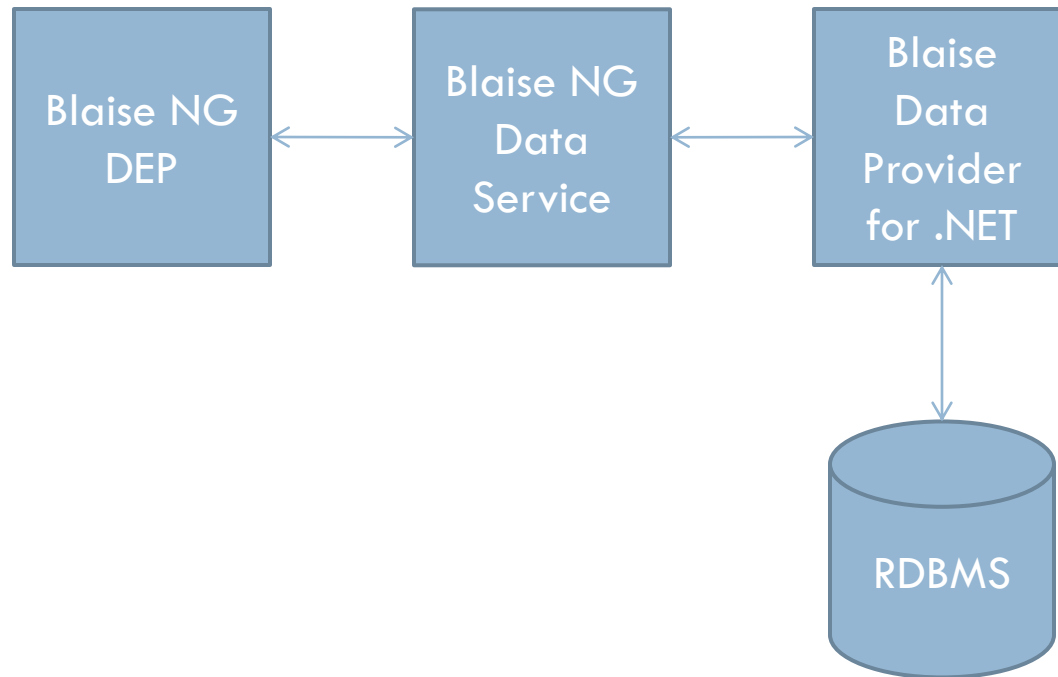 Blaise NG
DEP
Blaise NG
Data
Service
Blaise
Data
Provider
for .NET
RDBMS